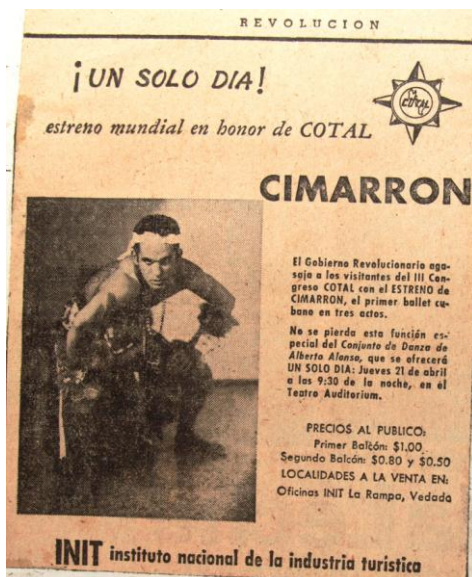 REVOLUCION
¡UN SOLO DIA!
estreno mundial en honor de COTAL
Cotal
CIMARRON
El Gobierno Revolucionario aga-
saja a los visitantes del III Con-
greso COTAL con el ESTRENO de
CIMARRON, el primer ballet cu-
bano en tres actos.
No se pierda esta función es-
pecial del Conjunto de Danza de
Alberto Alonso, que se ofrecerá
UN SOLO DIA: Jueves 21 de abril
a las 9:30 de la noche, en el
Teatro Auditorium.
PRECIOS AL PUBLICO:
Primer Balcón: $1.00
Segundo Balcón: $0.80 y $0.50
LOCALIDADES A LA VENTA EN:
Oficinas INIT La Rampa, Vedado
INIT instituto nacional de la industria turística